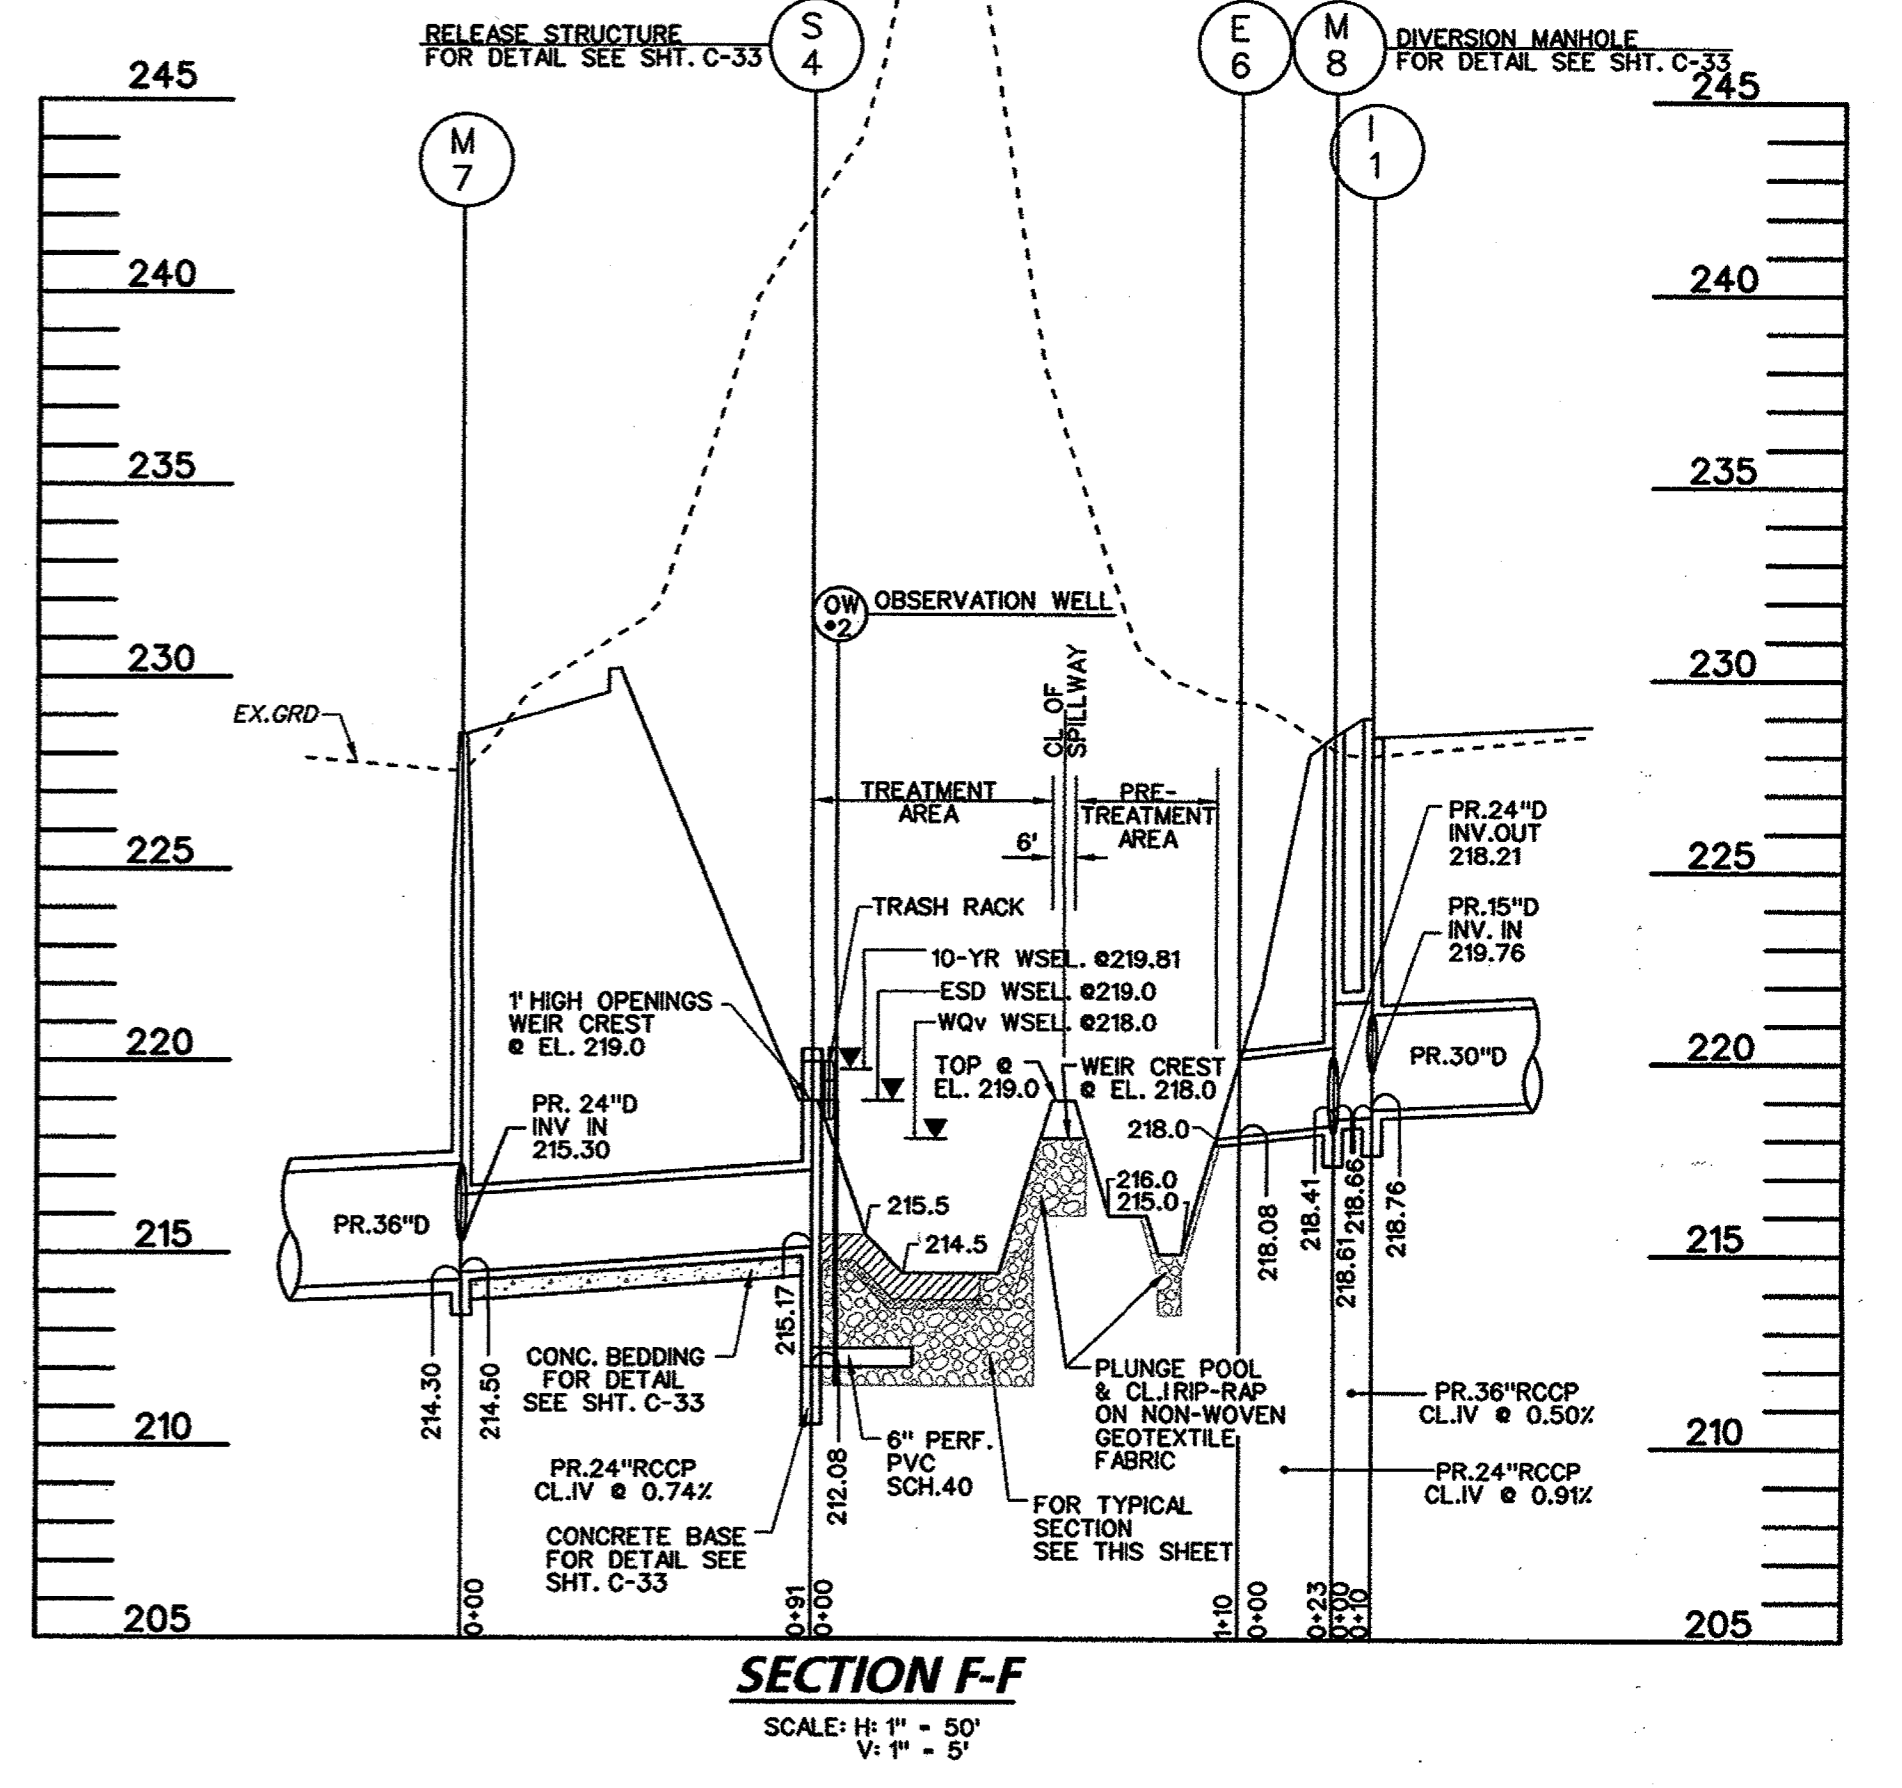 RELEASE STRUCTURE
FOR DETAIL SEE SHT. C-33
S
4
E
6
M
8
DIVERSION MANHOLE
FOR DETAIL SEE SHT. C-33
245
245
M
7
I
1
240
240
235
235
OW
•2
OBSERVATION WELL
230
230
CL OF
SPILLWAY
EX.GRD
TREATMENT
AREA
PRE-
TREATMENT
AREA
6'
PR.24"D
INV.OUT
218.21
225
225
TRASH RACK
PR.15"D
INV. IN
219.76
10-YR WSEL. @219.81
ESD WSEL. @219.0
WQv WSEL. @218.0
1' HIGH OPENINGS
WEIR CREST
@ EL. 219.0
220
220
PR.30"D
TOP @
EL. 219.0
WEIR CREST
@ EL. 218.0
PR. 24"D
INV IN
215.30
218.0
216.0
215.0
215.5
214.5
PR.36"D
215
215
218.08
218.41
218.61
218.66
218.76
215.17
214.30
214.50
CONC. BEDDING
FOR DETAIL
SEE SHT. C-33
PLUNGE POOL
& CL.I RIP-RAP
ON NON-WOVEN
GEOTEXTILE
FABRIC
PR.36"RCCP
CL.IV @ 0.50%
210
210
6" PERF.
PVC
SCH.40
212.08
PR.24"RCCP
CL.IV @ 0.74%
PR.24"RCCP
CL.IV @ 0.91%
FOR TYPICAL
SECTION
SEE THIS SHEET
CONCRETE BASE
FOR DETAIL SEE
SHT. C-33
205
205
0+00
0+91
0+00
1+10
0+00
0+23
0+00
0+10
SECTION F-F
SCALE: H: 1" = 50'
V: 1" = 5'